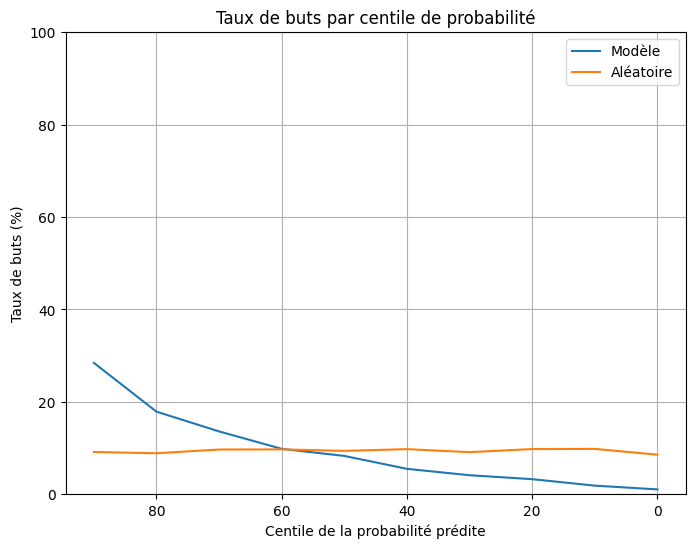 Taux de buts par centile de probabilité
Modèle
Aléatoire
Taux de buts (%)
100
80
60
40
20
0
80
60
40
20
0
Centile de la probabilité prédite